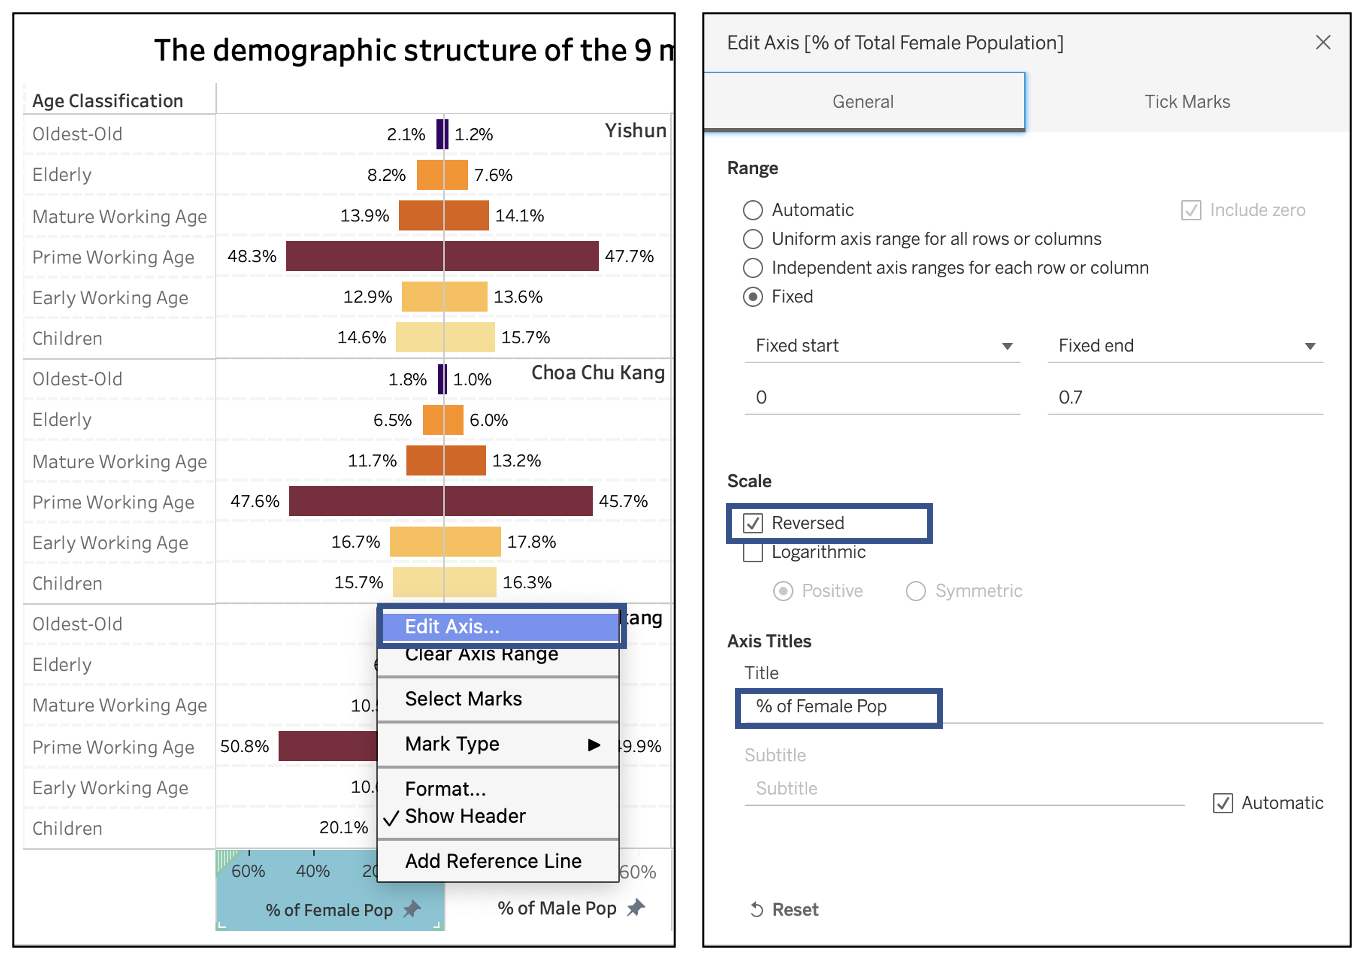 The demographic structure of the 9
Age Classification
Oldest-Old 2.1% 1.2% Yishun
Elderly 8.2% 7.6%
Mature Working Age 13.9% 14.1%
Prime Working Age 48.3% 47.7%
Early Working Age 12.9% 13.6%
Children 14.6% 15.7%
Oldest-Old 1.8% 1.0% Choa Chu Kang
Elderly 6.5% 6.0%
Mature Working Age 11.7% 13.2%
Prime Working Age 47.6% 45.7%
Early Working Age 16.7% 17.8%
Children 15.7% 16.3%
Oldest-Old
Elderly
Mature Working Age
Prime Working Age 50.8%
Early Working Age
Children 20.1%
Edit Axis...
Clear Axis Range
Select Marks
Mark Type
Format...
Show Header
Add Reference Line
60% 40% 60%
% of Female Pop % of Male Pop
Edit Axis [% of Total Female Population]
General Tick Marks
Range
Automatic Include zero
Uniform axis range for all rows or columns
Independent axis ranges for each row or column
Fixed
Fixed start Fixed end
0 0.7
Scale
Reversed
Logarithmic
Positive Symmetric
Axis Titles
Title
% of Female Pop
Subtitle
Subtitle
Automatic
Reset